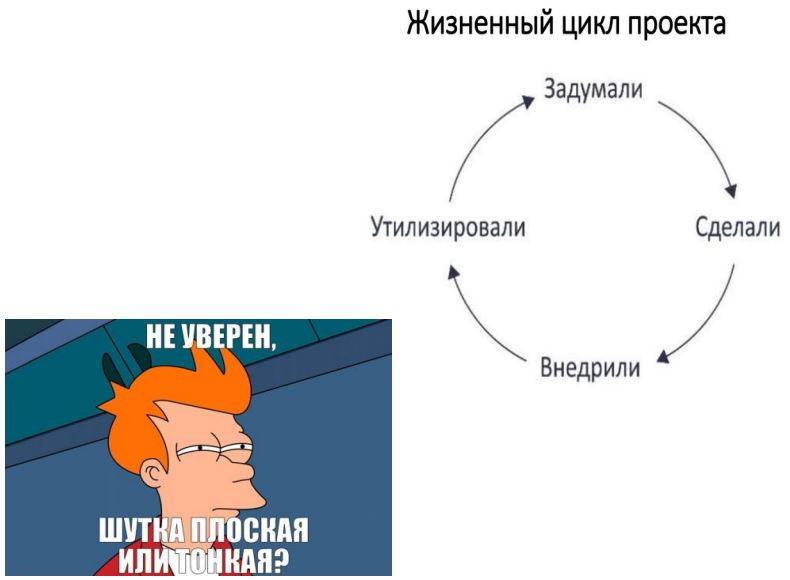 Жизненный цикл проекта
Задумали
Утилизировали
Сделали
Внедрили
НЕ УВЕРЕН,
ШУТКА ПЛОСКАЯ
ИЛИ ТОНКАЯ?